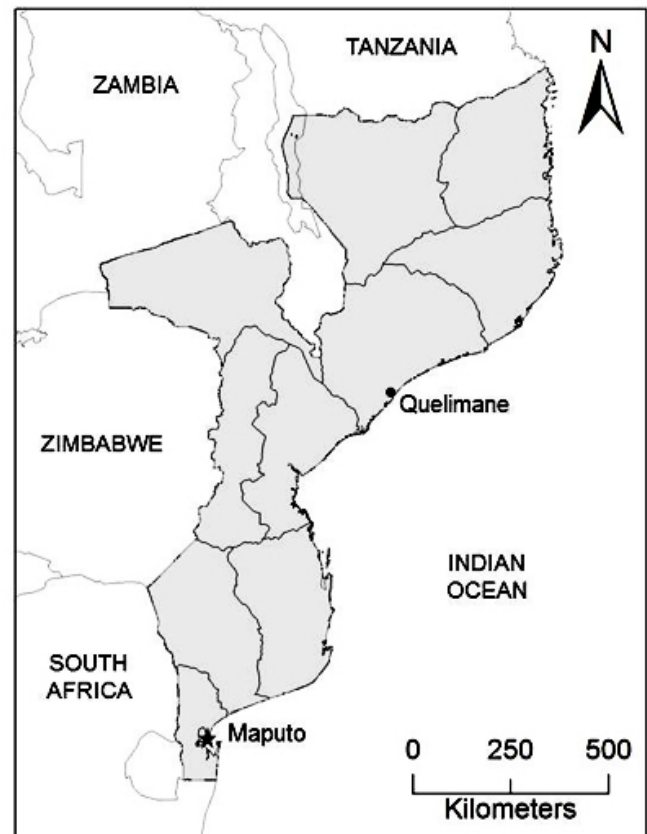 TANZANIA
N
ZAMBIA
Quelimane
ZIMBABWE
INDIAN
OCEAN
SOUTH
AFRICA
Maputo
0 250 500
Kilometers